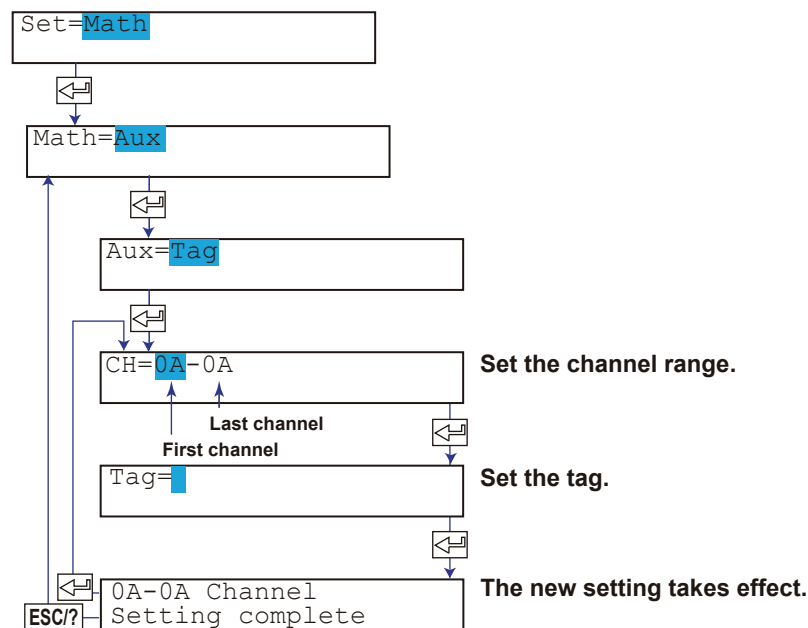 Set=Math
Math=Aux
Aux=Tag
CH=0A-0A
Set the channel range.
Last channel
First channel
Tag=
Set the tag.
0A-0A Channel
The new setting takes effect.
ESC/?
Setting complete